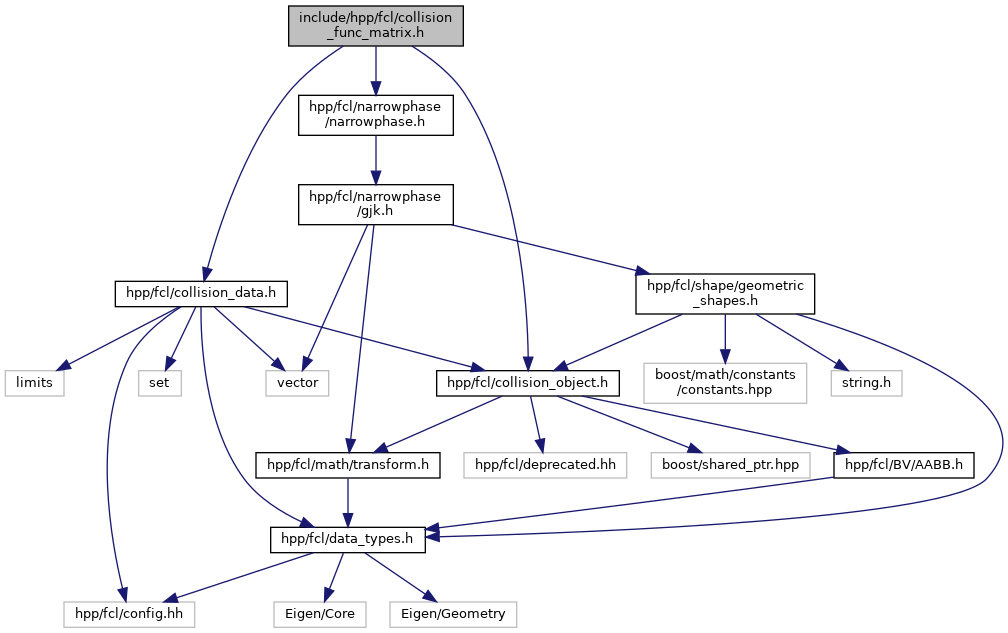 include/hpp/fcl/collision
_func_matrix.h
hpp/fcl/narrowphase
/narrowphase.h
hpp/fcl/narrowphase
/gjk.h
hpp/fcl/collision_data.h
hpp/fcl/shape/geometric
_shapes.h
limits
set
vector
hpp/fcl/collision_object.h
boost/math/constants
/constants.hpp
string.h
hpp/fcl/math/transform.h
hpp/fcl/deprecated.hh
boost/shared_ptr.hpp
hpp/fcl/BV/AABB.h
hpp/fcl/data_types.h
hpp/fcl/config.hh
Eigen/Core
Eigen/Geometry